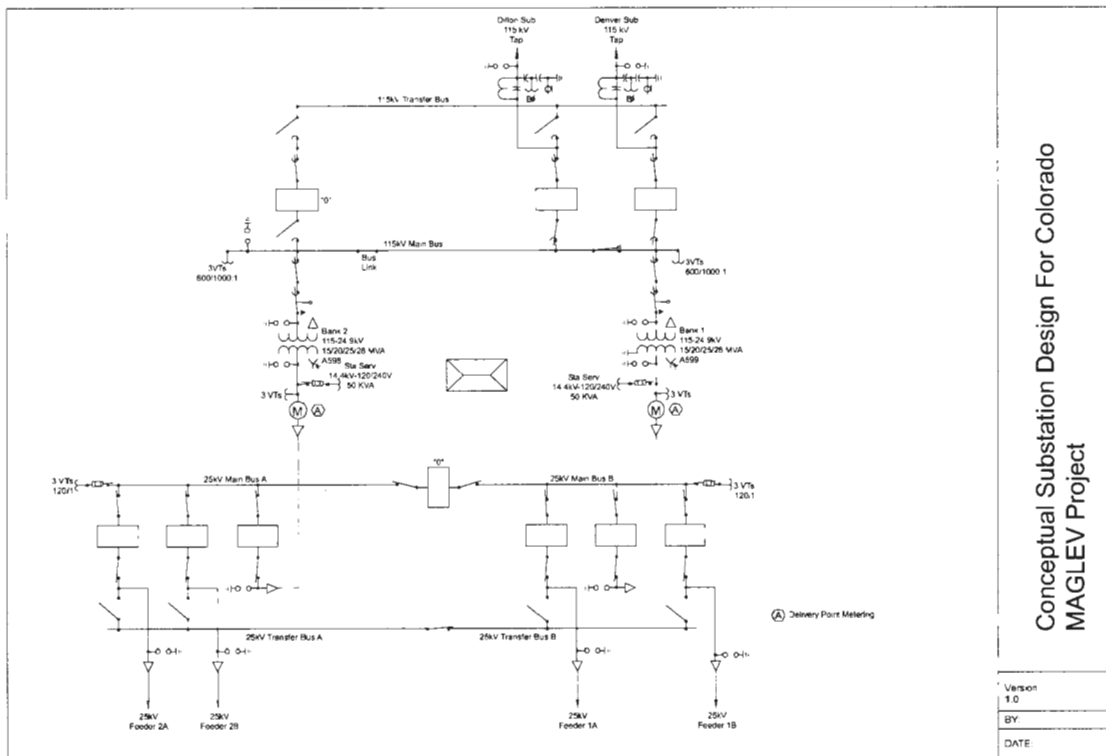 Dillon Sub
115 kV
Tap
Denver Sub
115 kV
Tap
115kV Transfer Bus
"0"
115kV Main Bus
Bus
Link
3VTs
600/1000:1
3VTs
600/1000:1
Bank 2
115-24.9kV
15/20/25/28 MVA
A598
Sta Serv
14.4kV-120/240V
50 KVA
3 VTs
M
A
Bank 1
115-24.9kV
15/20/25/28 MVA
A599
Sta Serv
14.4kV-120/240V
50 KVA
3 VTs
M
A
"0"
3 VTs
120/1
25kV Main Bus A
25kV Main Bus B
3 VTs
120/1
A Delivery Point Metering
25kV Transfer Bus A
25kV Transfer Bus B
25kV
Feeder 2A
25kV
Feeder 2B
25kV
Feeder 1A
25kV
Feeder 1B
Conceptual Substation Design For Colorado
MAGLEV Project
Version
1.0
BY:
DATE: